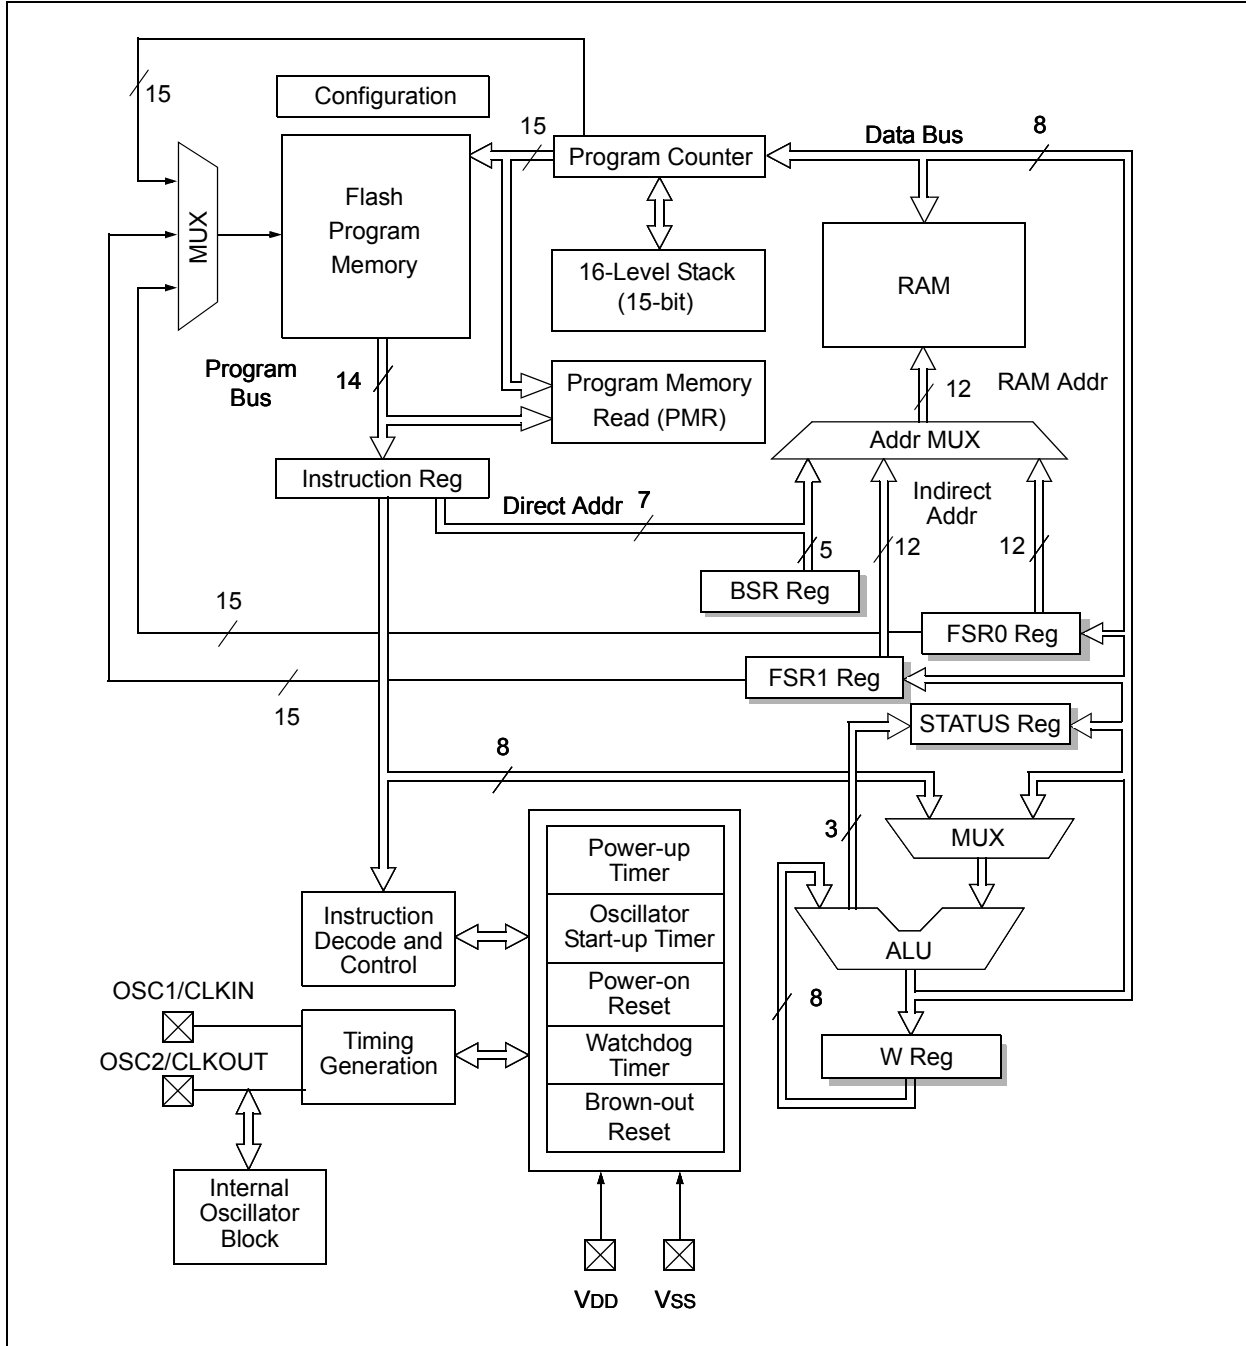 15
Configuration
15
Program Counter
Data Bus
8
MUX
Flash
Program
Memory
16-Level Stack
(15-bit)
RAM
Program
Bus
14
Program Memory
Read (PMR)
12
RAM Addr
Addr MUX
Instruction Reg
Direct Addr
7
Indirect
Addr
5
12
12
BSR Reg
15
FSR0 Reg
FSR1 Reg
15
STATUS Reg
8
3
MUX
Power-up
Timer
Instruction
Decode and
Control
Oscillator
Start-up Timer
ALU
OSC1/CLKIN
Power-on
Reset
8
Timing
Generation
Watchdog
Timer
W Reg
OSC2/CLKOUT
Brown-out
Reset
Internal
Oscillator
Block
VDD
VSS